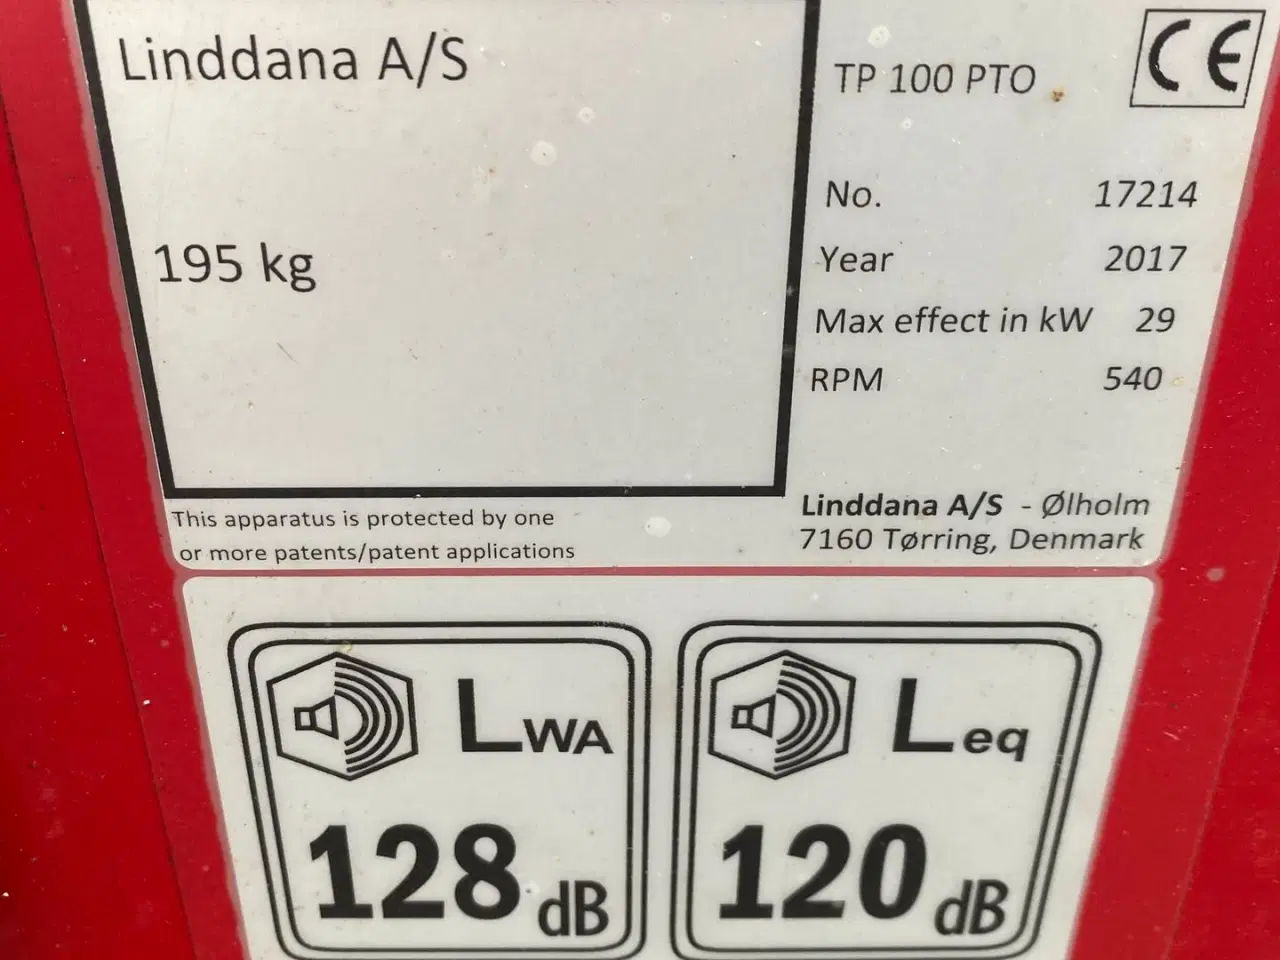 Linddana A/S
195 kg
TP 100 PTO
CE
No. 17214
Year 2017
Max effect in kW 29
RPM 540
This apparatus is protected by one
or more patents/patent applications
Linddana A/S - Ølholm
7160 Tørring, Denmark
LWA
128 dB
Leq
120 dB